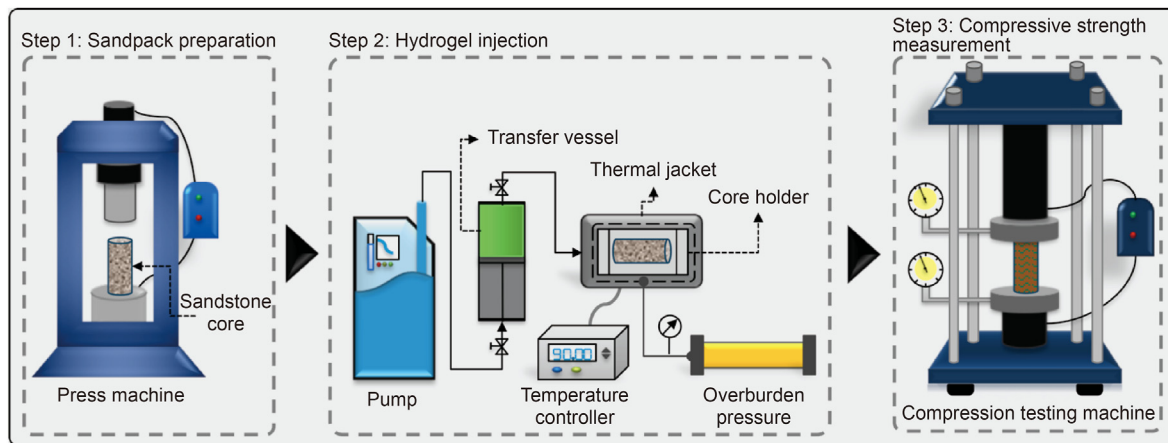 Step 1: Sandpack preparation
Sandstone
core
Press machine
Step 2: Hydrogel injection
Transfer vessel
Thermal jacket
Core holder
90.00
Pump
Temperature
controller
Overburden
pressure
Step 3: Compressive strength
measurement
Compression testing machine